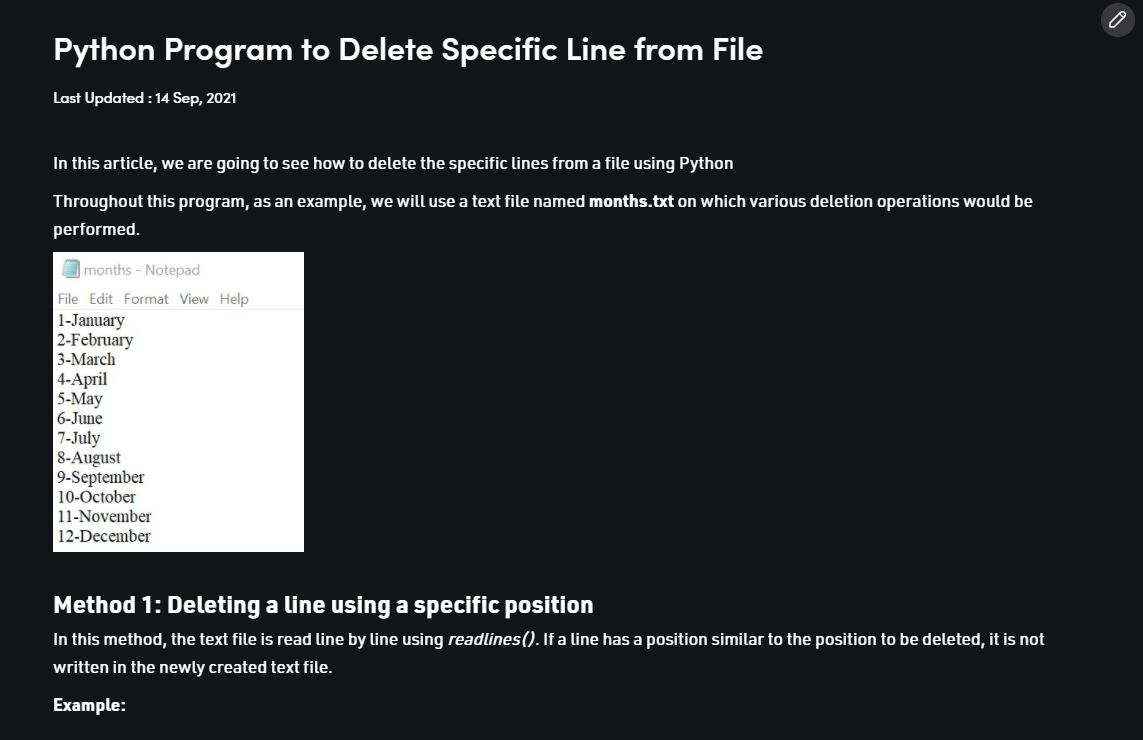 Python Program to Delete Specific Line from File
Last Updated : 14 Sep, 2021
In this article, we are going to see how to delete the specific lines from a file using Python
Throughout this program, as an example, we will use a text file named months.txt on which various deletion operations would be
performed.
months - Notepad
File Edit Format View Help
1-January
2-February
3-March
4-April
5-May
6-June
7-July
8-August
9-September
10-October
11-November
12-December
Method 1: Deleting a line using a specific position
In this method, the text file is read line by line using readlines(). If a line has a position similar to the position to be deleted, it is not
written in the newly created text file.
Example: